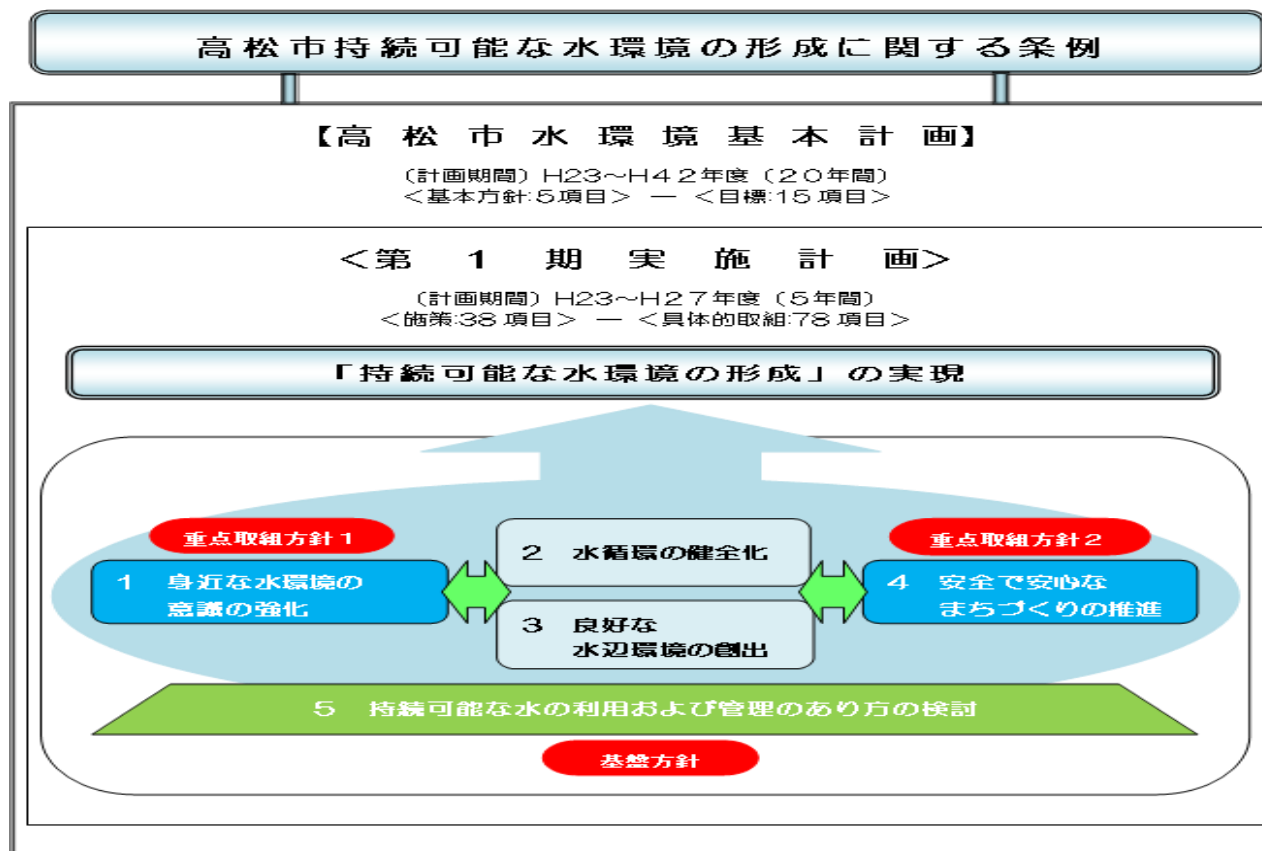 高松市持続可能な水環境の形成に関する条例
【高松市水環境基本計画】
(計画期間)H23~H42年度(20年間)
<基本方針:5項目> ― <目標:15項目>
<第1期実施計画>
(計画期間)H23~H27年度(5年間)
<施策:38項目> ― <具体的取組:78項目>
「持続可能な水環境の形成」の実現
重点取組方針1
1 身近な水環境の
意識の強化
2 水循環の健全化
3 良好な
水辺環境の創出
重点取組方針2
4 安全で安心な
まちづくりの推進
5 持続可能な水の利用および管理のあり方の検討
基盤方針